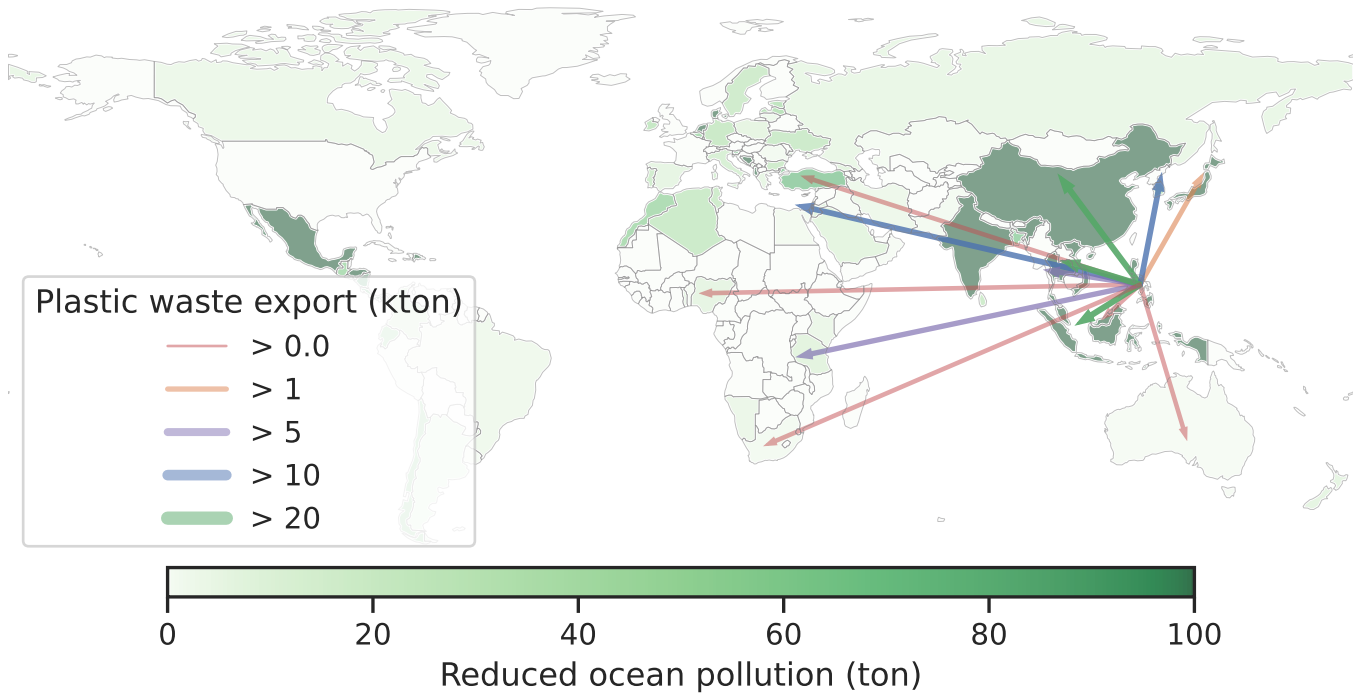 Plastic waste export (kton)
> 0.0
> 1
> 5
> 10
> 20
0 20 40 60 80 100
Reduced ocean pollution (ton)